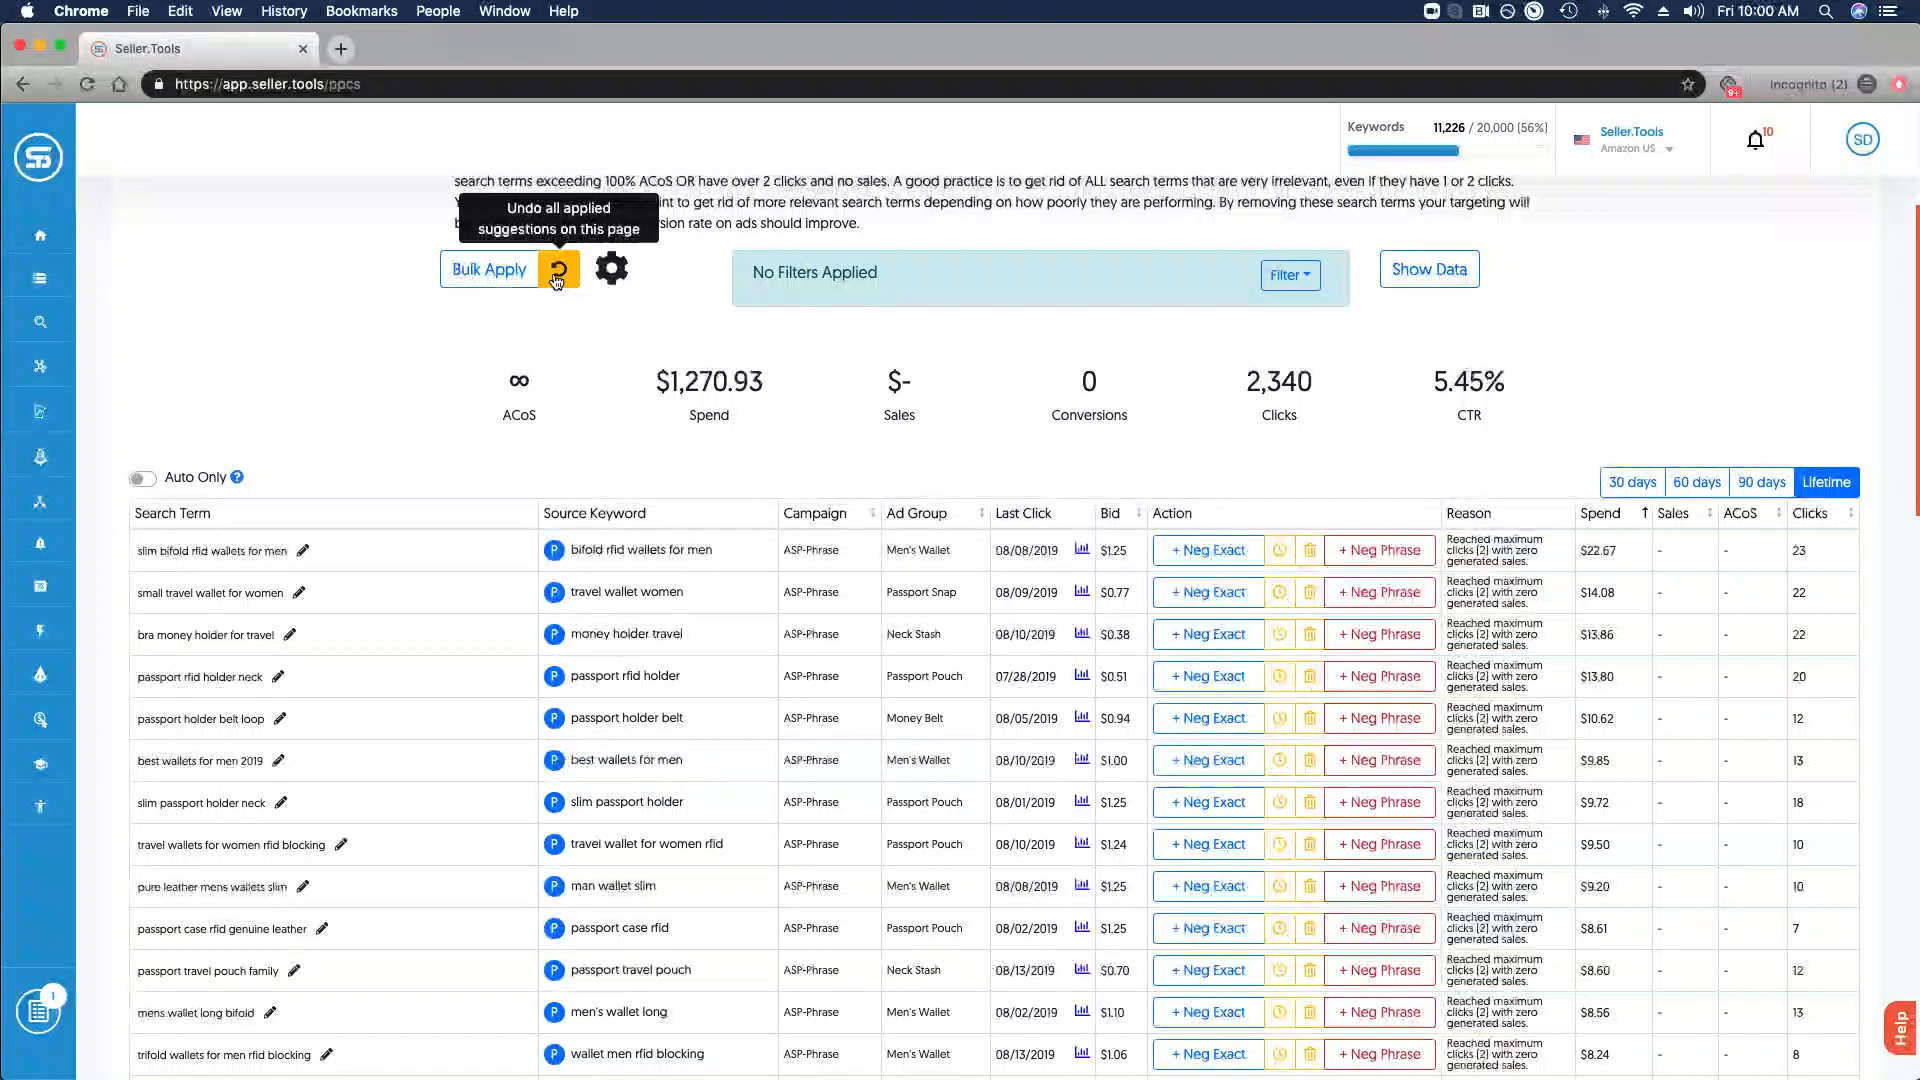 Chrome File Edit View History Bookmarks People Window Help Fri 10:00 AM
Seller.Tools
https://app.seller.tools/ppcs
9+
Incognito (2)
Keywords 11,226 / 20,000 (56%)
Seller.Tools
Amazon US
10
SD
search terms exceeding 100% ACoS OR have over 2 clicks and no sales. A good practice is to get rid of ALL search terms that are very irrelevant, even if they have 1 or 2 clicks.
Undo all applied
suggestions on this page
to get rid of more relevant search terms depending on how poorly they are performing. By removing these search terms your targeting will
rate on ads should improve.
Bulk Apply
No Filters Applied
Filter
Show Data
∞ $1,270.93 $- 0 2,340 5.45%
ACoS Spend Sales Conversions Clicks CTR
Auto Only ?
30 days 60 days 90 days Lifetime
Search Term Source Keyword Campaign Ad Group Last Click Bid Action Reason Spend Sales ACoS Clicks
slim bifold rfid wallets for men P bifold rfid wallets for men ASP-Phrase Men's Wallet 08/08/2019 $1.25 + Neg Exact + Neg Phrase Reached maximum clicks (2) with zero generated sales. $22.67 - - 23
small travel wallet for women P travel wallet women ASP-Phrase Passport Snap 08/09/2019 $0.77 + Neg Exact + Neg Phrase Reached maximum clicks (2) with zero generated sales. $14.08 - - 22
bra money holder for travel P money holder travel ASP-Phrase Neck Stash 08/10/2019 $0.38 + Neg Exact + Neg Phrase Reached maximum clicks (2) with zero generated sales. $13.86 - - 22
passport rfid holder neck P passport rfid holder ASP-Phrase Passport Pouch 07/28/2019 $0.51 + Neg Exact + Neg Phrase Reached maximum clicks (2) with zero generated sales. $13.80 - - 20
passport holder belt loop P passport holder belt ASP-Phrase Money Belt 08/05/2019 $0.94 + Neg Exact + Neg Phrase Reached maximum clicks (2) with zero generated sales. $10.62 - - 12
best wallets for men 2019 P best wallets for men ASP-Phrase Men's Wallet 08/10/2019 $1.00 + Neg Exact + Neg Phrase Reached maximum clicks (2) with zero generated sales. $9.85 - - 13
slim passport holder neck P slim passport holder ASP-Phrase Passport Pouch 08/01/2019 $1.25 + Neg Exact + Neg Phrase Reached maximum clicks (2) with zero generated sales. $9.72 - - 18
travel wallets for women rfid blocking P travel wallet for women rfid ASP-Phrase Passport Pouch 08/10/2019 $1.24 + Neg Exact + Neg Phrase Reached maximum clicks (2) with zero generated sales. $9.50 - - 10
pure leather mens wallets slim P man wallet slim ASP-Phrase Men's Wallet 08/08/2019 $1.25 + Neg Exact + Neg Phrase Reached maximum clicks (2) with zero generated sales. $9.20 - - 10
passport case rfid genuine leather P passport case rfid ASP-Phrase Passport Pouch 08/02/2019 $1.25 + Neg Exact + Neg Phrase Reached maximum clicks (2) with zero generated sales. $8.61 - - 7
passport travel pouch family P passport travel pouch ASP-Phrase Neck Stash 08/13/2019 $0.70 + Neg Exact + Neg Phrase Reached maximum clicks (2) with zero generated sales. $8.60 - - 12
mens wallet long bifold P men's wallet long ASP-Phrase Men's Wallet 08/02/2019 $1.10 + Neg Exact + Neg Phrase Reached maximum clicks (2) with zero generated sales. $8.56 - - 13
trifold wallets for men rfid blocking P wallet men rfid blocking ASP-Phrase Men's Wallet 08/13/2019 $1.06 + Neg Exact + Neg Phrase Reached maximum clicks (2) with zero generated sales. $8.24 - - 8
1
Help